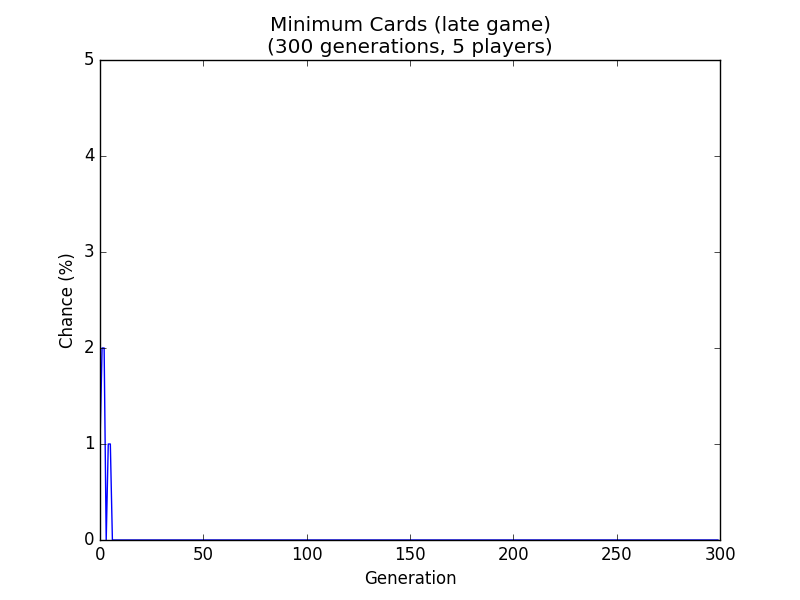 Minimum Cards (late game)
(300 generations, 5 players)
5
4
3
2
1
0
Chance (%)
0 50 100 150 200 250 300
Generation